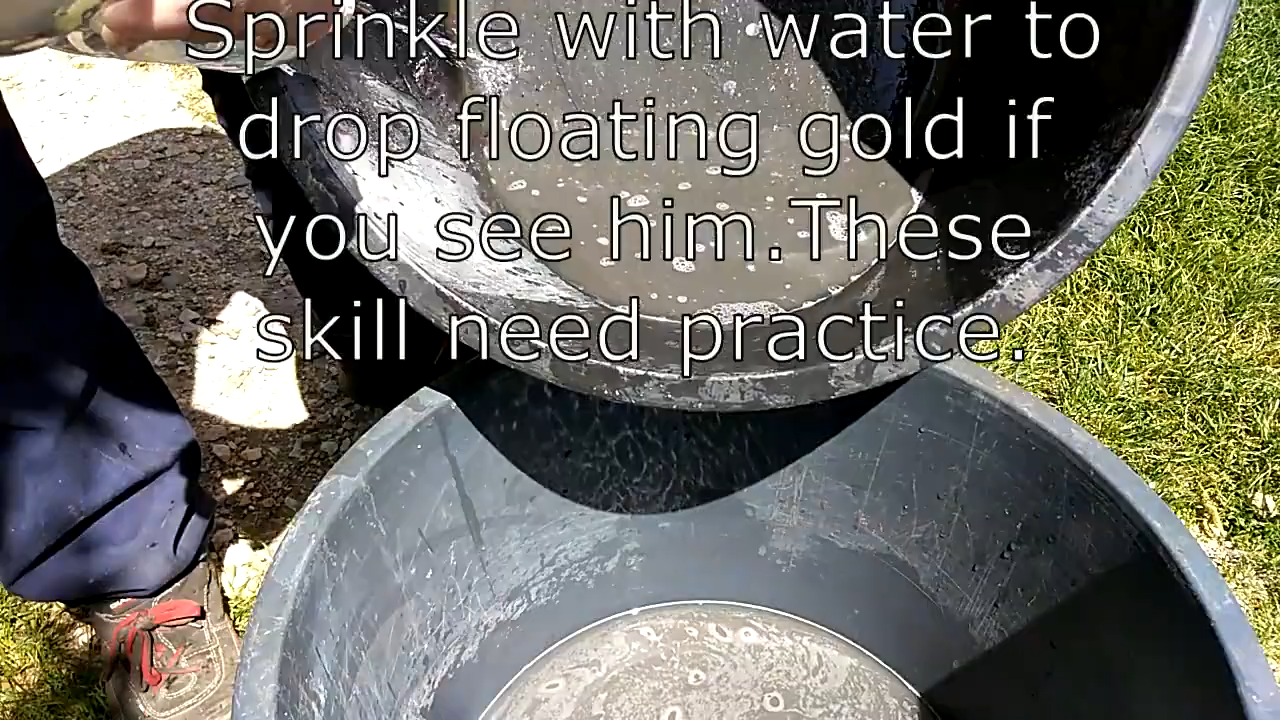 Sprinkle with water to
drop floating gold if
you see him.These
skill need practice.